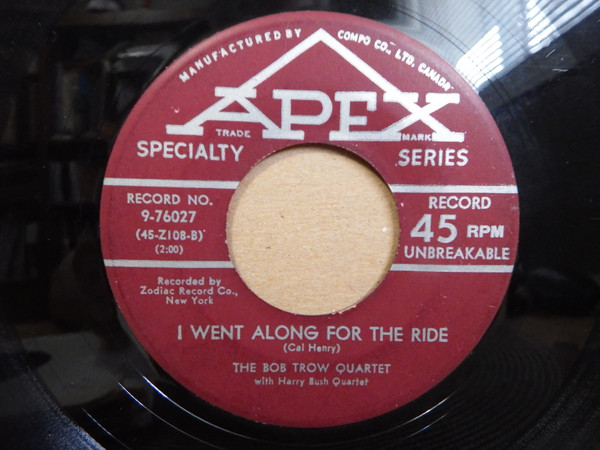 MANUFACTURED BY COMPO CO., LTD. CANADA
APEX
TRADE MARK
SPECIALTY SERIES
RECORD NO.
9-76027
(45-Z108-B)
(2:00)
RECORD
45 RPM
UNBREAKABLE
Recorded by
Zodiac Record Co.,
New York
I WENT ALONG FOR THE RIDE
(Cal Henry)
THE BOB TROW QUARTET
with Harry Bush Quartet